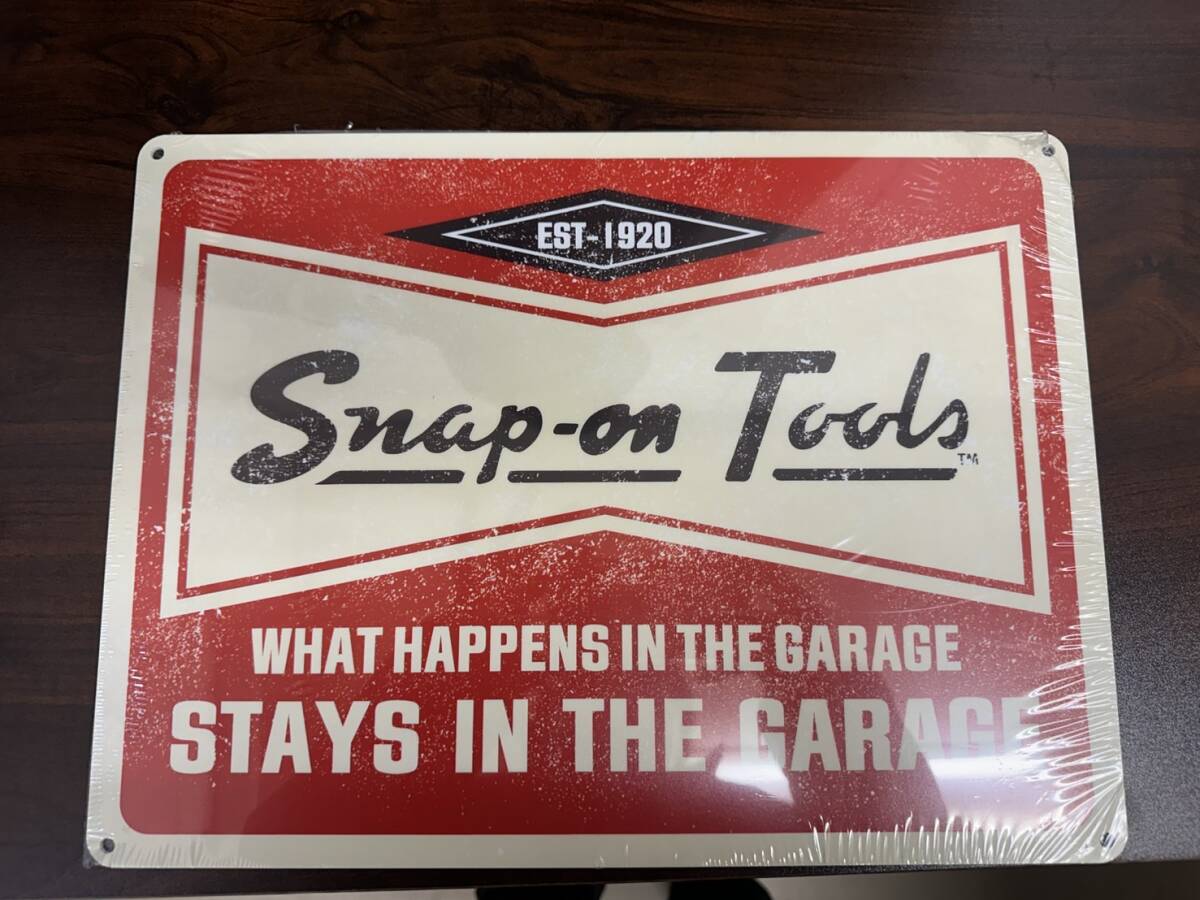 EST-1920
Snap-on Tools
TM
WHAT HAPPENS IN THE GARAGE
STAYS IN THE GARAGE